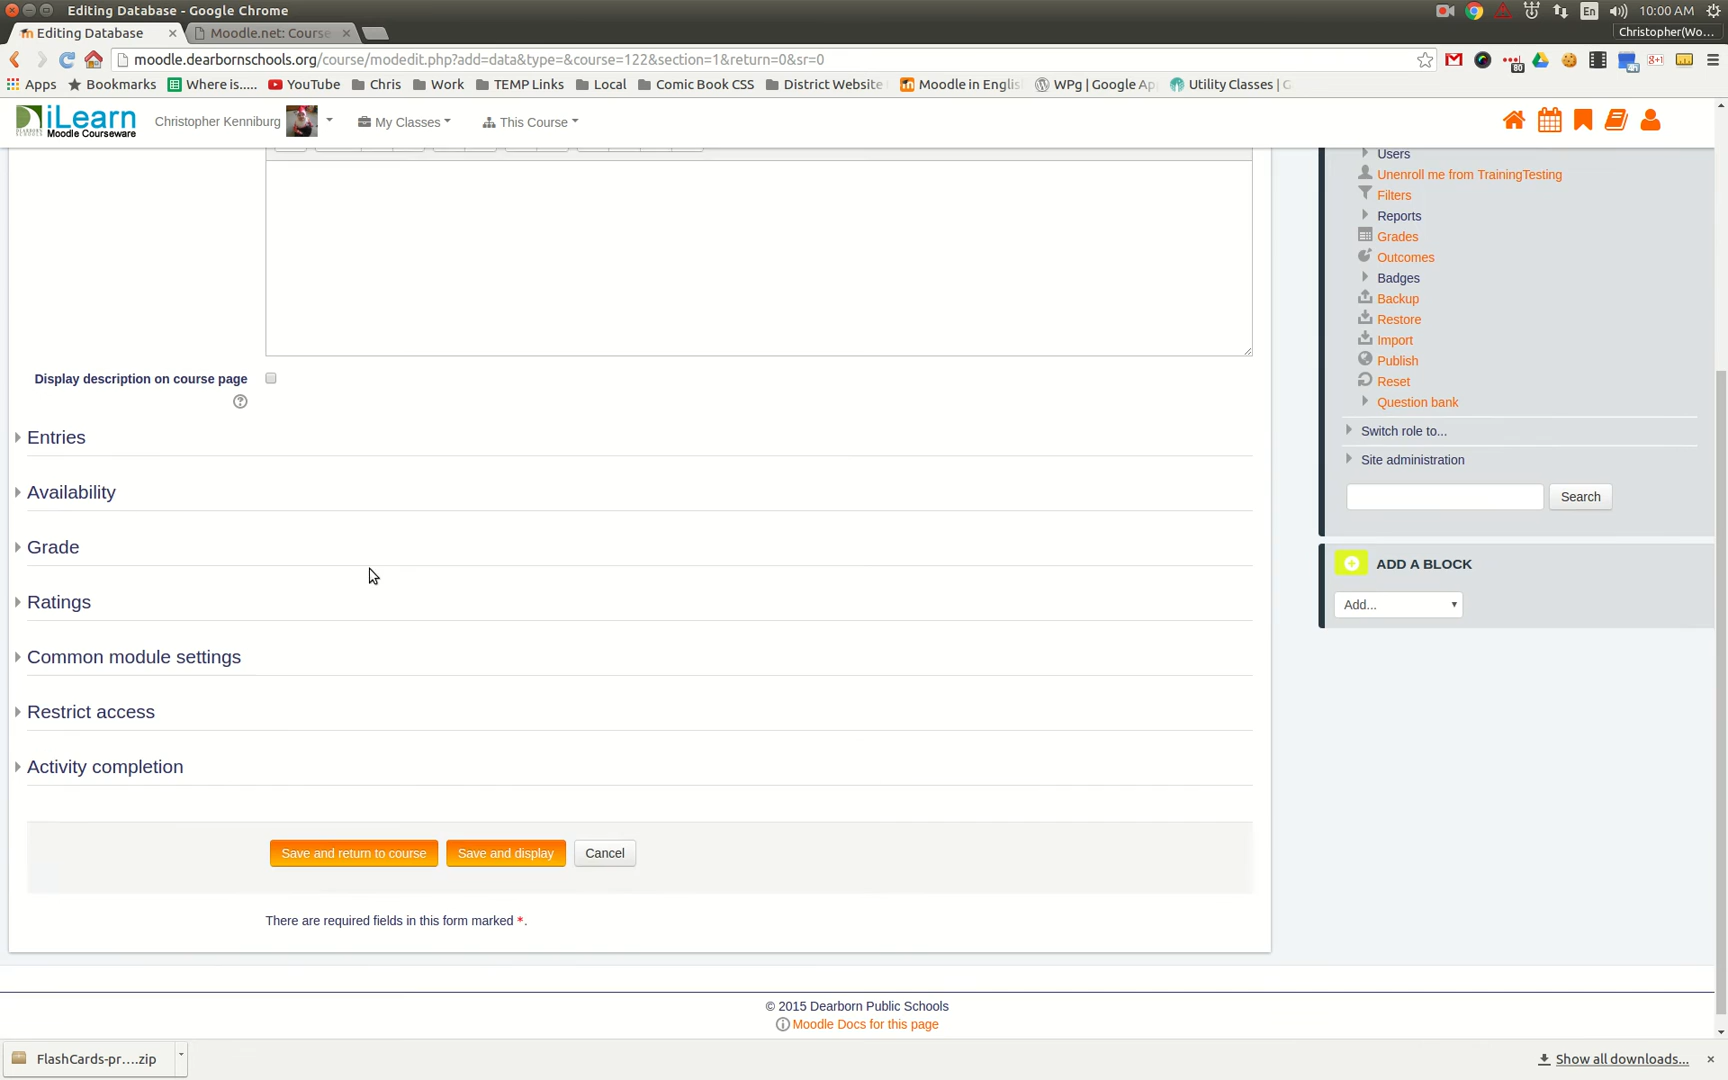 Editing Database - Google Chrome
En
10:00 AM
Editing Database
Moodle.net: Course
Christopher(Wo...
moodle.dearbornschools.org/course/modedit.php?add=data&type=&course=122&section=1&return=0&sr=0
Apps
Bookmarks
Where is.....
YouTube
Chris
Work
TEMP Links
Local
Comic Book CSS
District Website
Moodle in Englis
WPg | Google Ap
Utility Classes | G
iLearn
Moodle Courseware
Christopher Kenniburg
My Classes
This Course
Users
Unenroll me from TrainingTesting
Filters
Reports
Grades
Outcomes
Badges
Backup
Restore
Import
Publish
Reset
Question bank
Switch role to...
Site administration
Search
ADD A BLOCK
Add...
Display description on course page
Entries
Availability
Grade
Ratings
Common module settings
Restrict access
Activity completion
Save and return to course
Save and display
Cancel
There are required fields in this form marked *.
© 2015 Dearborn Public Schools
Moodle Docs for this page
FlashCards-pr....zip
Show all downloads...